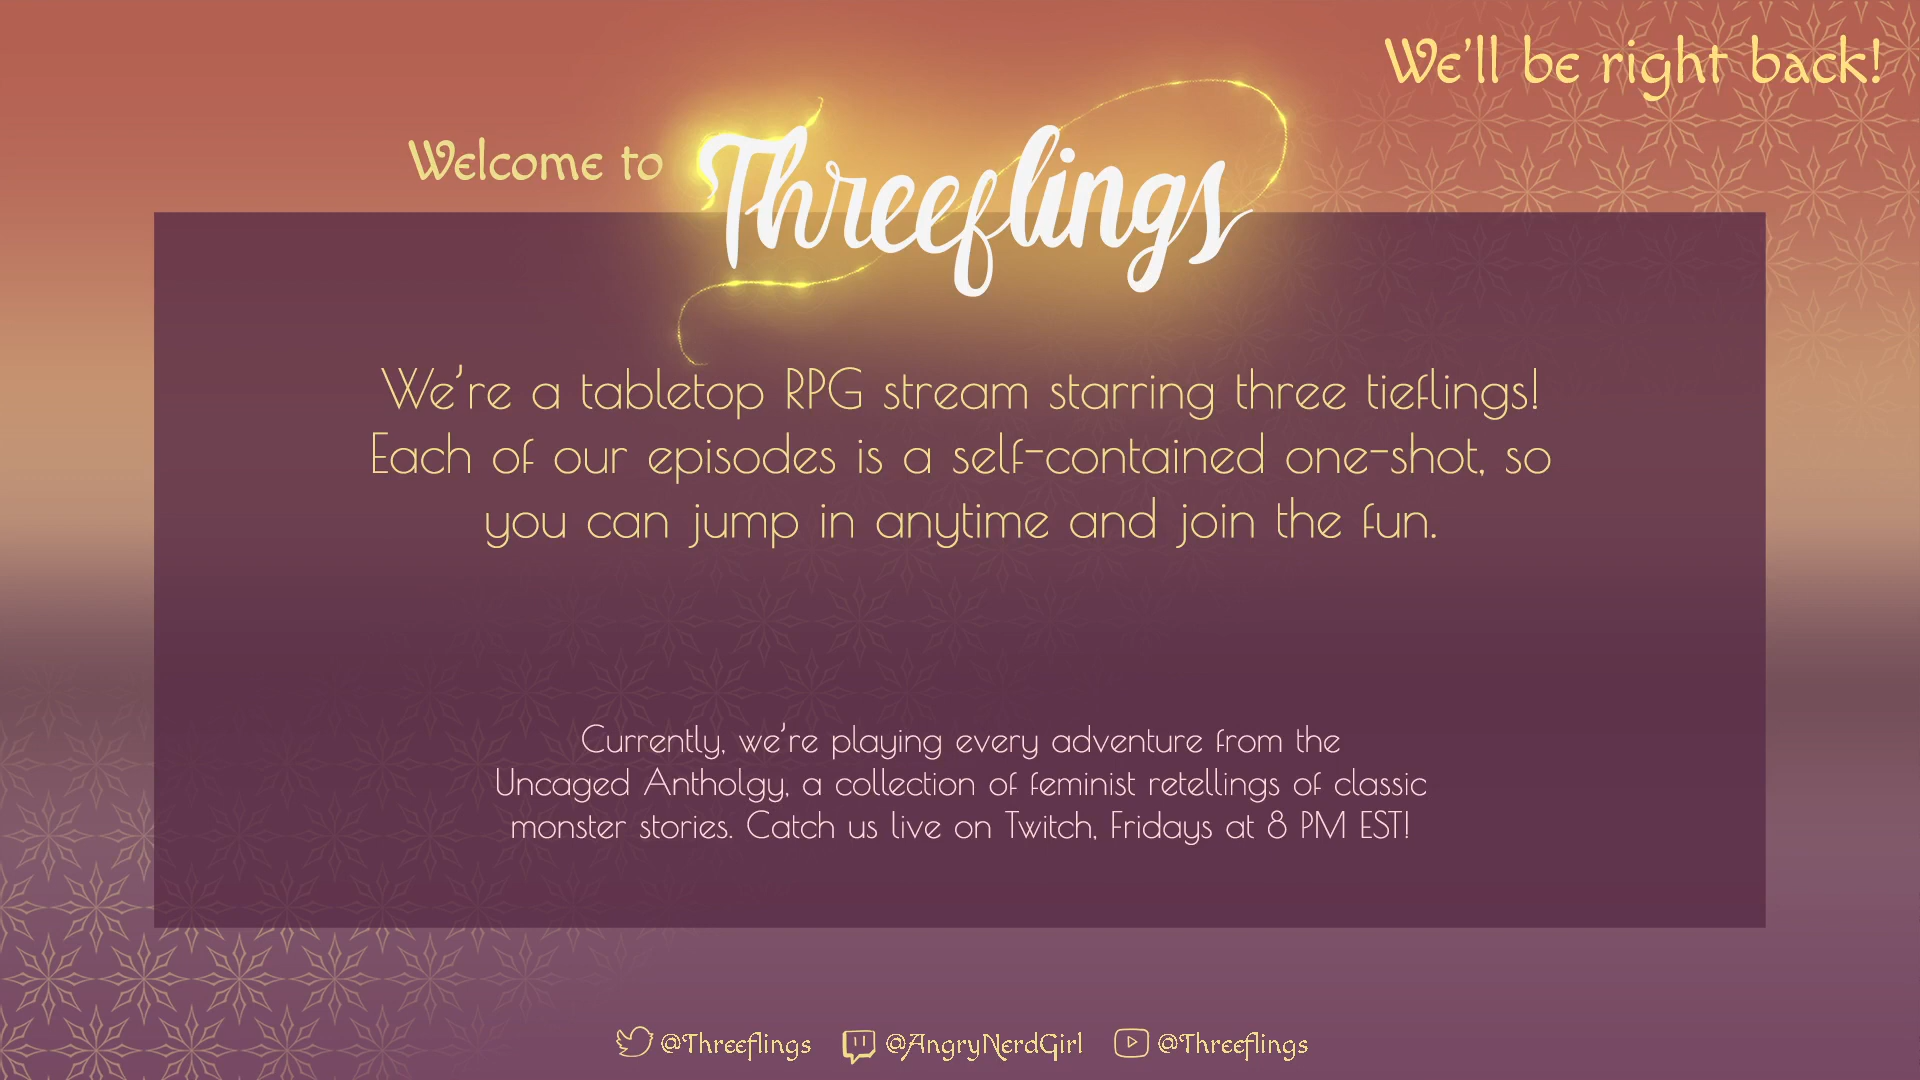 We'll be right back!
Welcome to Threeflings
We're a tabletop RPG stream starring three tieflings!
Each of our episodes is a self-contained one-shot, so
you can jump in anytime and join the fun.
Currently, we're playing every adventure from the
Uncaged Antholgy, a collection of feminist retellings of classic
monster stories. Catch us live on Twitch, Fridays at 8 PM EST!
@Threeflings @AngryNerdGirl @Threeflings